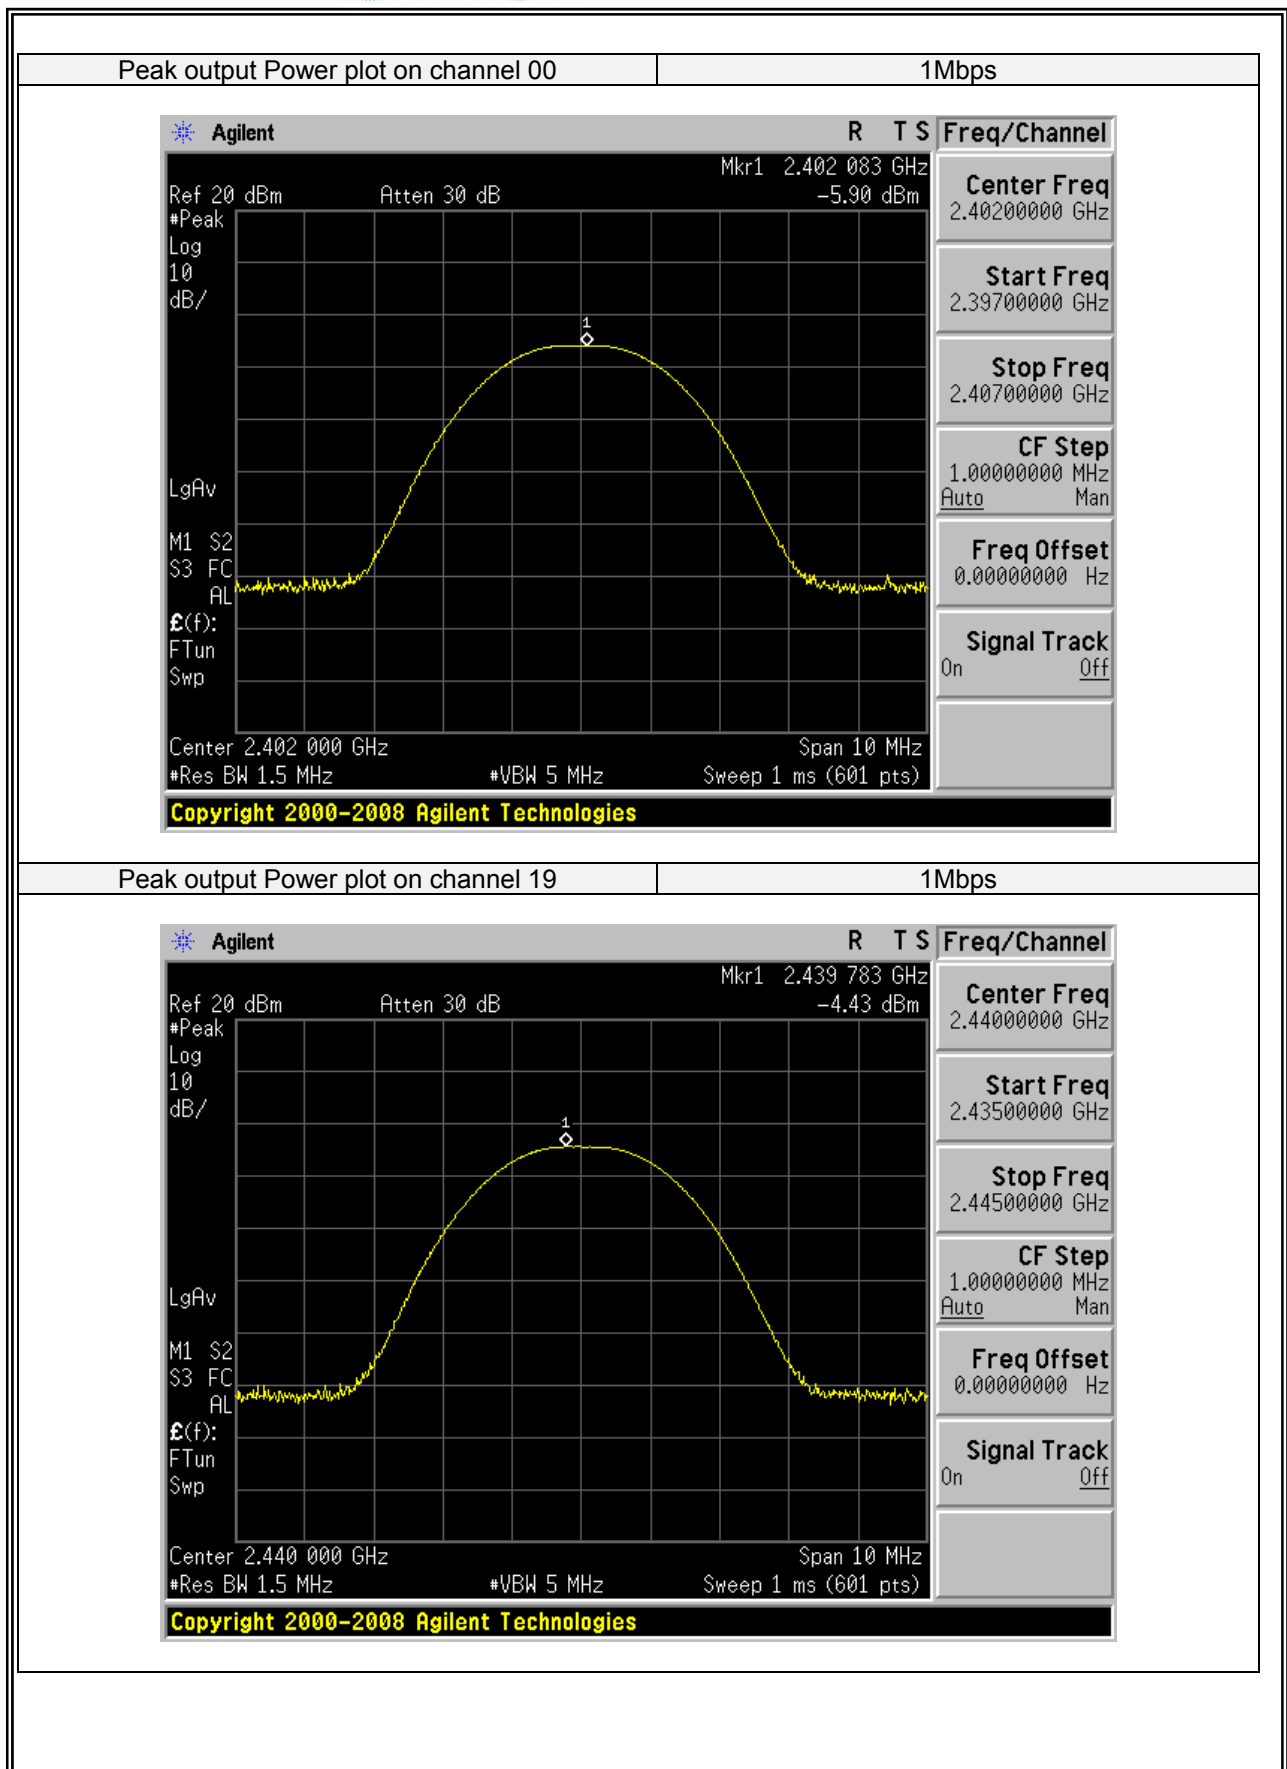 Peak output Power plot on channel 00 1Mbps
Agilent R T S Freq/Channel
Mkr1 2.402 083 GHz
Ref 20 dBm Atten 30 dB -5.90 dBm
#Peak
Log
10
dB/
1
LgAv
M1 S2
S3 FC
AL
£(f):
FTun
Swp
Center 2.402 000 GHz Span 10 MHz
#Res BW 1.5 MHz #VBW 5 MHz Sweep 1 ms (601 pts)
Center Freq
2.40200000 GHz
Start Freq
2.39700000 GHz
Stop Freq
2.40700000 GHz
CF Step
1.00000000 MHz
Auto Man
Freq Offset
0.00000000 Hz
Signal Track
On Off
Copyright 2000-2008 Agilent Technologies
Peak output Power plot on channel 19 1Mbps
Agilent R T S Freq/Channel
Mkr1 2.439 783 GHz
Ref 20 dBm Atten 30 dB -4.43 dBm
#Peak
Log
10
dB/
1
LgAv
M1 S2
S3 FC
AL
£(f):
FTun
Swp
Center 2.440 000 GHz Span 10 MHz
#Res BW 1.5 MHz #VBW 5 MHz Sweep 1 ms (601 pts)
Center Freq
2.44000000 GHz
Start Freq
2.43500000 GHz
Stop Freq
2.44500000 GHz
CF Step
1.00000000 MHz
Auto Man
Freq Offset
0.00000000 Hz
Signal Track
On Off
Copyright 2000-2008 Agilent Technologies